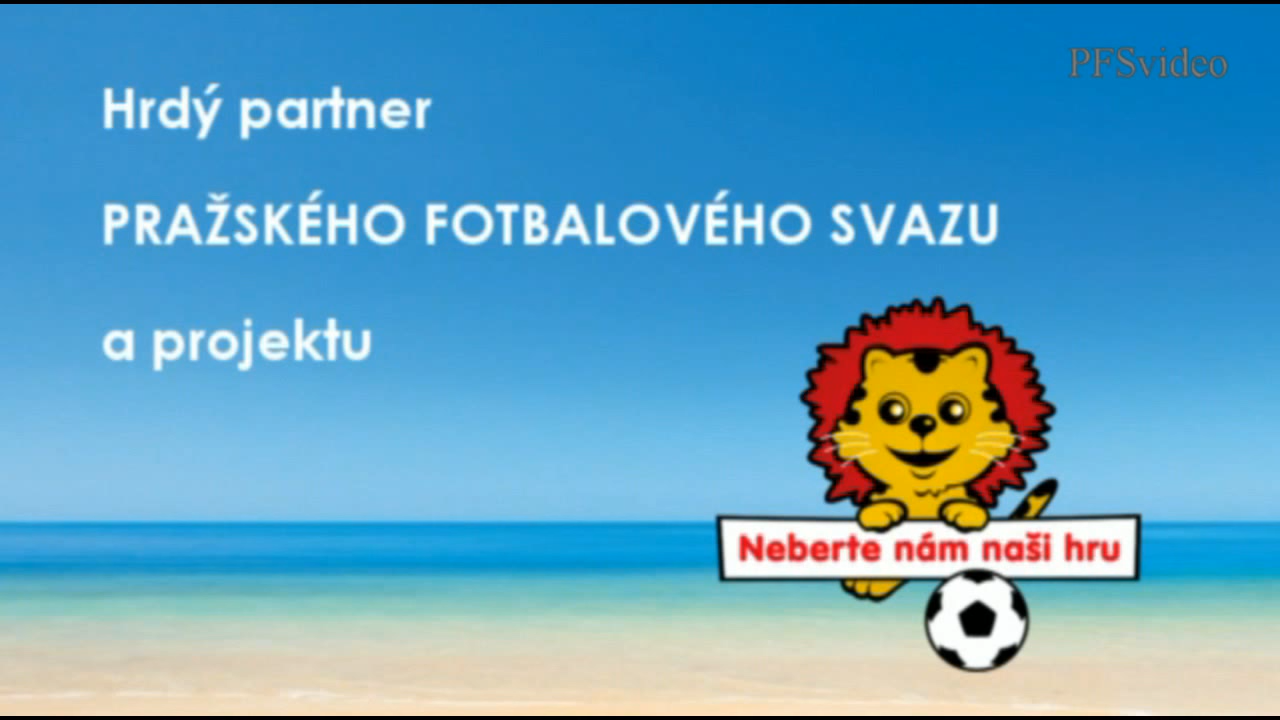 PFSvideo
Hrdý partner
PRAŽSKÉHO FOTBALOVÉHO SVAZU
a projektu
Neberte nám naši hru